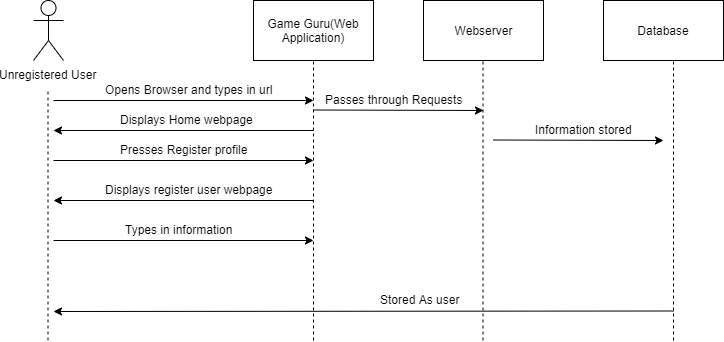 Game Guru(Web
Application)
Webserver
Database
Unregistered User
Opens Browser and types in url
Passes through Requests
Displays Home webpage
Information stored
Presses Register profile
Displays register user webpage
Types in information
Stored As user